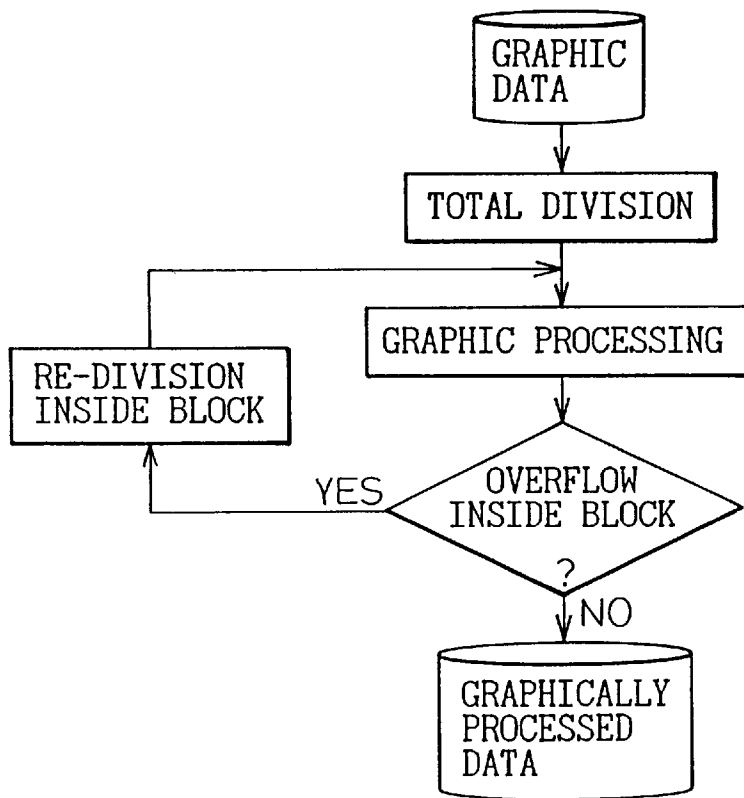 GRAPHIC
DATA
TOTAL DIVISION
GRAPHIC PROCESSING
RE-DIVISION
INSIDE BLOCK
OVERFLOW
INSIDE BLOCK
?
YES
NO
GRAPHICALLY
PROCESSED
DATA